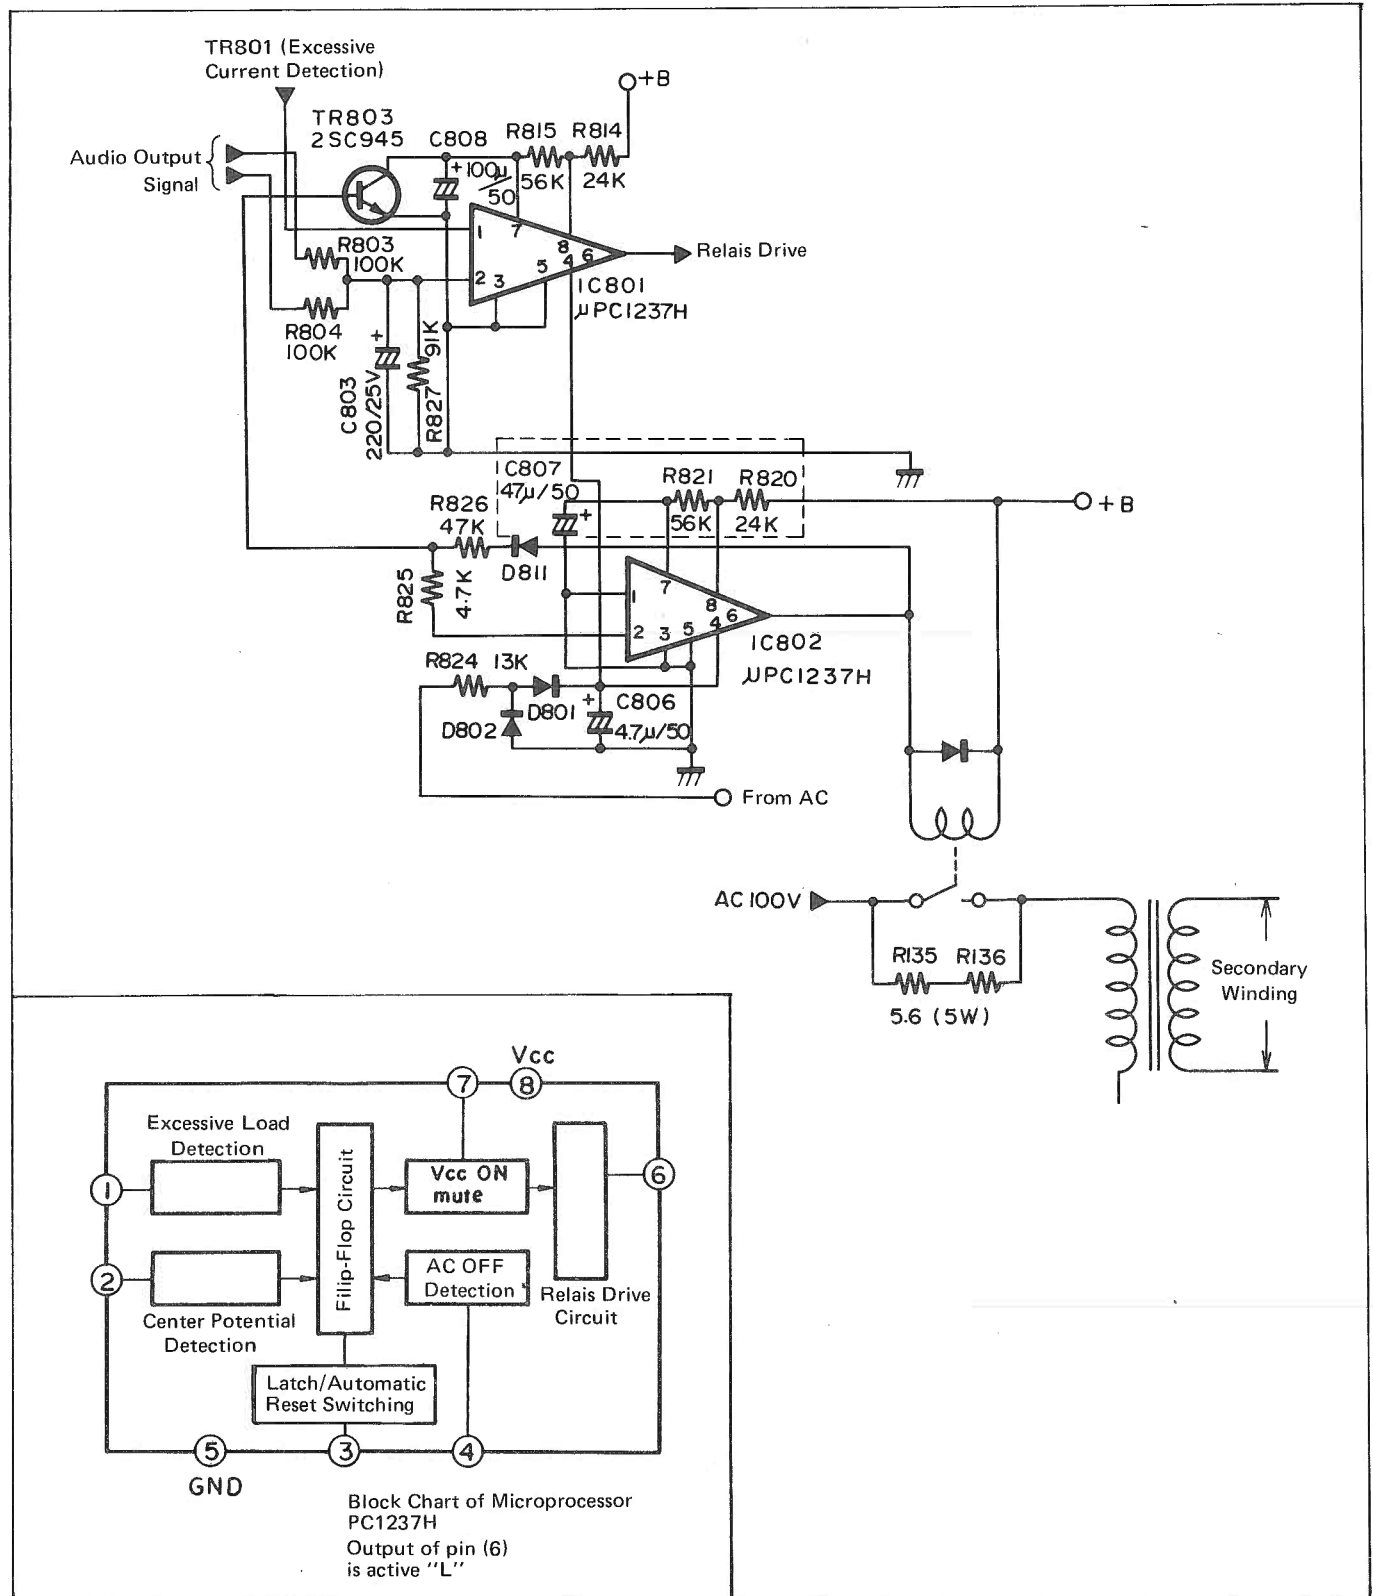 TR801 (Excessive
Current Detection)
+B
TR803
2SC945
C808
R815
R814
Audio Output
Signal
+
100μ
/
50
56K
24K
1
7
8
6
Relais Drive
R803
100K
2
3
5
4
IC801
μPC1237H
R804
100K
+
C803
220/25V
91K
R827
C807
47μ/50
+
R821
R820
56K
24K
+B
R826
47K
D811
R825
4.7K
1
7
8
6
2
3
5
4
IC802
μPC1237H
R824 13K
D801
D802
+
C806
4.7μ/50
From AC
AC100V
R135
R136
5.6 (5W)
Secondary
Winding
Vcc
7
8
Excessive Load
Detection
1
Filip-Flop Circuit
Vcc ON
mute
6
2
AC OFF
Detection
Center Potential
Detection
Relais Drive
Circuit
Latch/Automatic
Reset Switching
5
3
4
GND
Block Chart of Microprocessor
PC1237H
Output of pin (6)
is active "L"